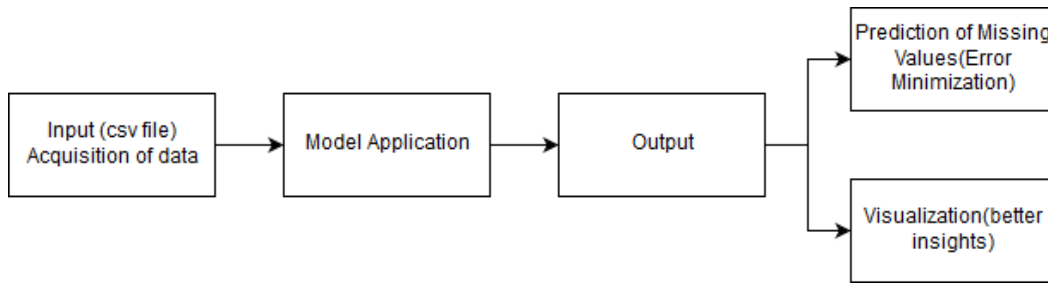 Input (csv file)
Acquisition of data
Model Application
Output
Prediction of Missing
Values(Error
Minimization)
Visualization(better
insights)